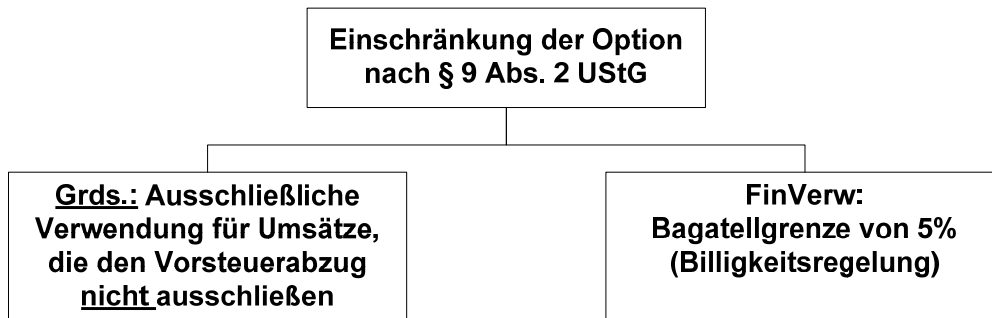 Einschränkung der Option
nach § 9 Abs. 2 UStG
Grds.: Ausschließliche
Verwendung für Umsätze,
die den Vorsteuerabzug
nicht ausschließen
FinVerw:
Bagatellgrenze von 5%
(Billigkeitsregelung)